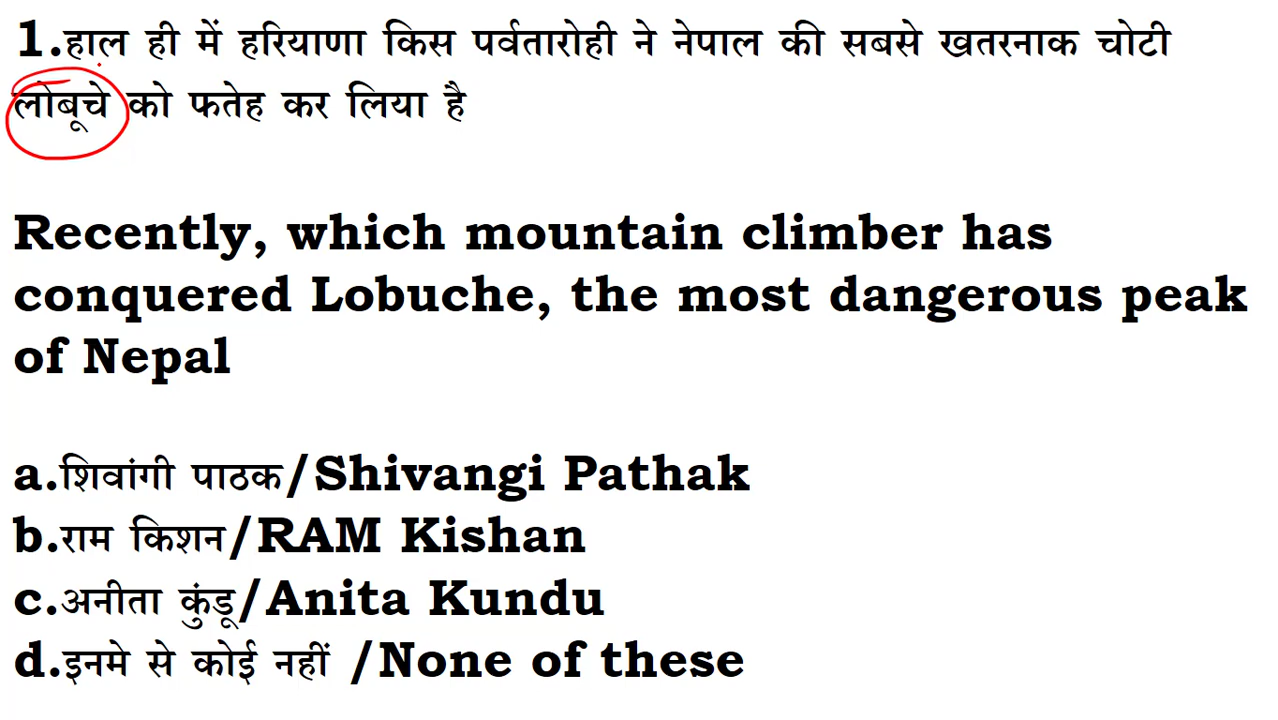 1.हाल ही में हरियाणा किस पर्वतारोही ने नेपाल की सबसे खतरनाक चोटी
लोबूचे को फतेह कर लिया है
Recently, which mountain climber has
conquered Lobuche, the most dangerous peak
of Nepal
a.शिवांगी पाठक/Shivangi Pathak
b.राम किशन/RAM Kishan
c.अनीता कुंडू/Anita Kundu
d.इनमे से कोई नहीं /None of these